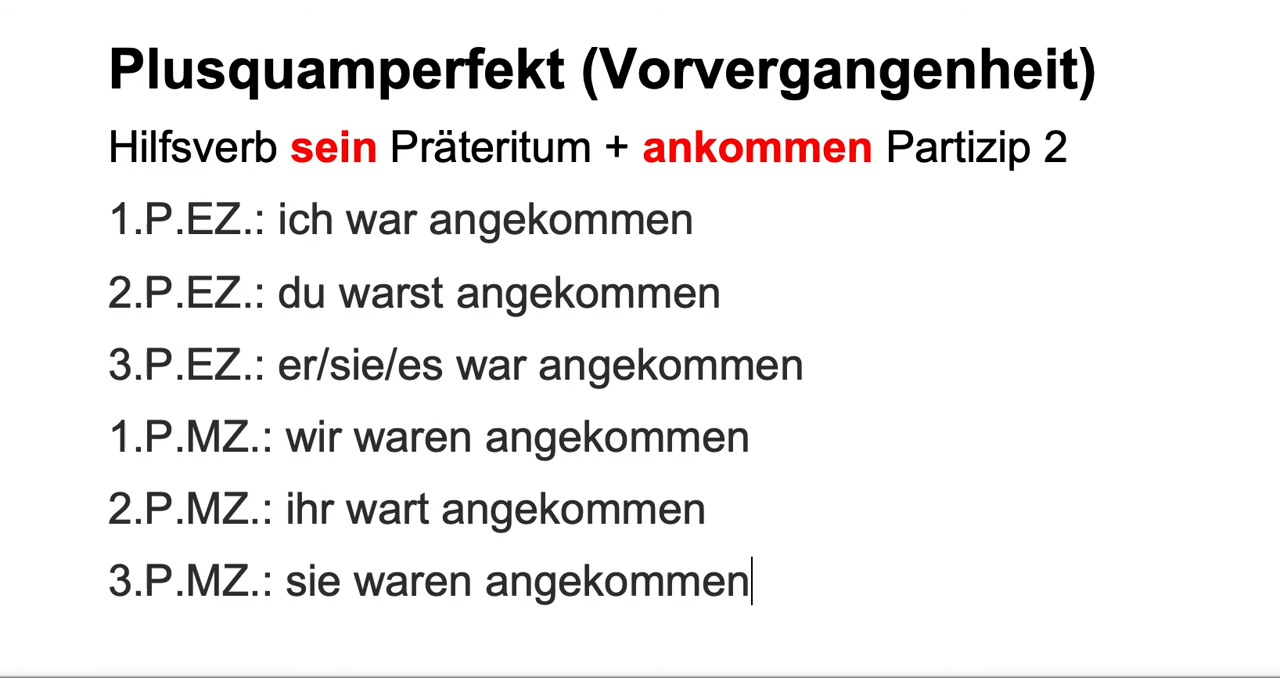 Plusquamperfekt (Vorvergangenheit)
Hilfsverb sein Präteritum + ankommen Partizip 2
1.P.EZ.: ich war angekommen
2.P.EZ.: du warst angekommen
3.P.EZ.: er/sie/es war angekommen
1.P.MZ.: wir waren angekommen
2.P.MZ.: ihr wart angekommen
3.P.MZ.: sie waren angekommen